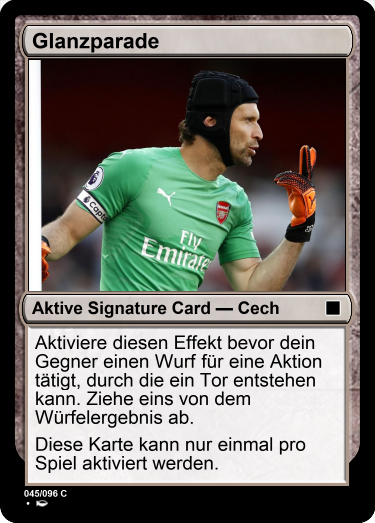 Glanzparade
Captain
Arsenal
Fly
Emirates
Aktive Signature Card — Cech
Aktiviere diesen Effekt bevor dein
Gegner einen Wurf für eine Aktion
tätigt, durch die ein Tor entstehen
kann. Ziehe eins von dem
Würfelergebnis ab.
Diese Karte kann nur einmal pro
Spiel aktiviert werden.
045/096 C